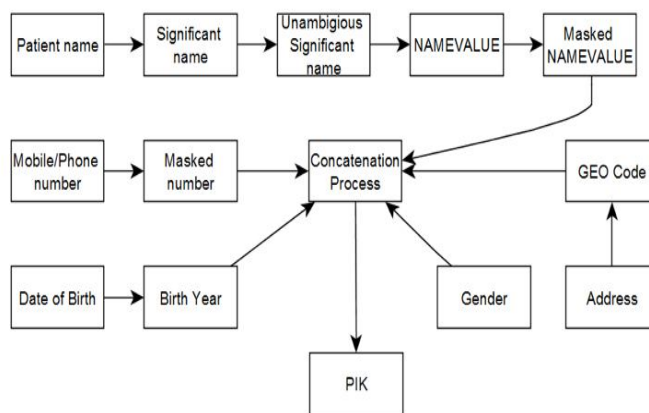 Patient name
Significant
name
Unambigious
Significant
name
NAMEVALUE
Masked
NAMEVALUE
Mobile/Phone
number
Masked
number
Concatenation
Process
GEO Code
Date of Birth
Birth Year
Gender
Address
PIK